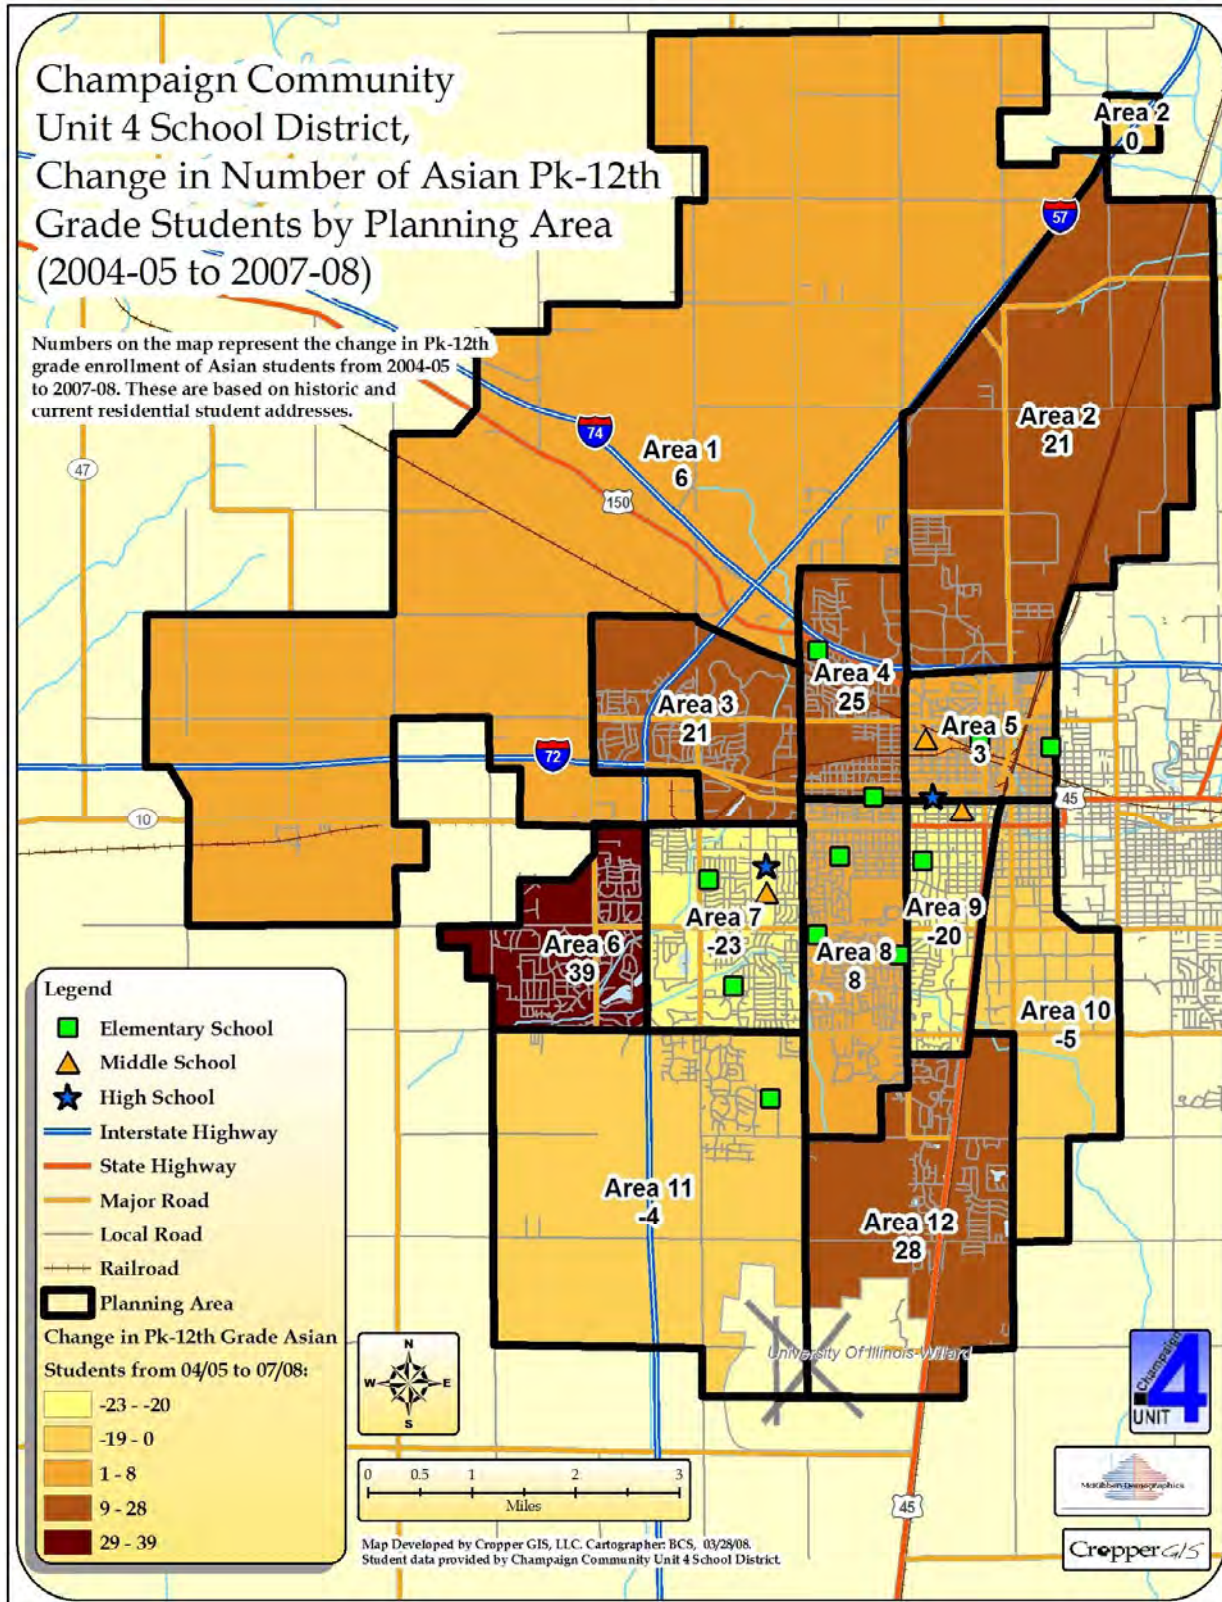 Champaign Community
Unit 4 School District,
Change in Number of Asian Pk-12th
Grade Students by Planning Area
(2004-05 to 2007-08)
Numbers on the map represent the change in Pk-12th
grade enrollment of Asian students from 2004-05
to 2007-08. These are based on historic and
current residential student addresses.
Area 2
0
57
74
Area 1
6
Area 2
21
47
150
Area 4
25
Area 3
21
Area 5
3
72
45
10
Area 7
-23
Area 9
-20
Area 6
39
Area 8 8
8
Area 10
-5
Area 11
-4
Area 12
28
University Of Illinois-Willard
45
Legend
Elementary School
Middle School
High School
Interstate Highway
State Highway
Major Road
Local Road
Railroad
Planning Area
Change in Pk-12th Grade Asian
Students from 04/05 to 07/08:
-23 - -20
-19 - 0
1 - 8
9 - 28
29 - 39
N
W E
S
0 0.5 1 2 3
Miles
Map Developed by Cropper GIS, LLC. Cartographer: BCS, 03/28/08.
Student data provided by Champaign Community Unit 4 School District.
Champaign
4
UNIT
McKibben Demographics
Cropper GIS